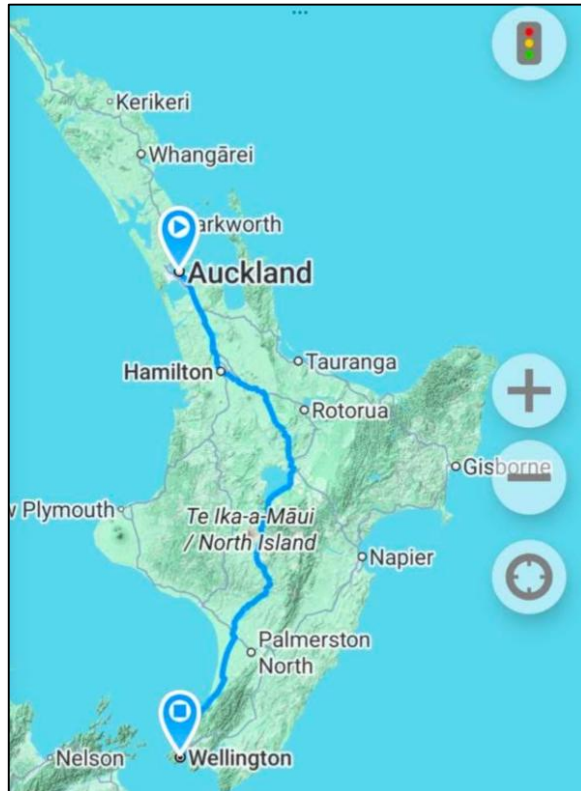 Kerikeri
Whangārei
arkworth
Auckland
Hamilton
Tauranga
Rotorua
Gisborne
w Plymouth
Te Ika-a-Māui
/ North Island
Napier
Palmerston
North
Nelson
Wellington